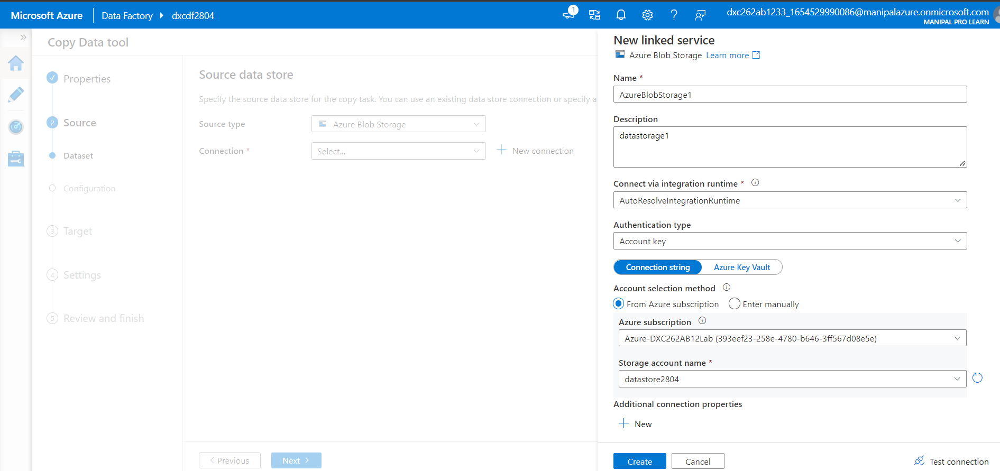 Microsoft Azure
Data Factory
dxcdf2804
1
dxc262ab1233_1654529990086@manipalazure.onmicrosoft.com
MANIPAL PRO LEARN
Copy Data tool
Properties
2
Source
Dataset
Configuration
3
Target
4
Settings
5
Review and finish
Source data store
Specify the source data store for the copy task. You can use an existing data store connection or specify a
Source type
Azure Blob Storage
Connection *
Select...
New connection
Previous
Next
New linked service
Azure Blob Storage Learn more
Name *
AzureBlobStorage1
Description
datastorage1
Connect via integration runtime *
AutoResolveIntegrationRuntime
Authentication type
Account key
Connection string
Azure Key Vault
Account selection method
From Azure subscription
Enter manually
Azure subscription
Azure-DXC262AB12Lab (393eef23-258e-4780-b646-3ff567d08e5e)
Storage account name *
datastore2804
Additional connection properties
New
Create
Cancel
Test connection